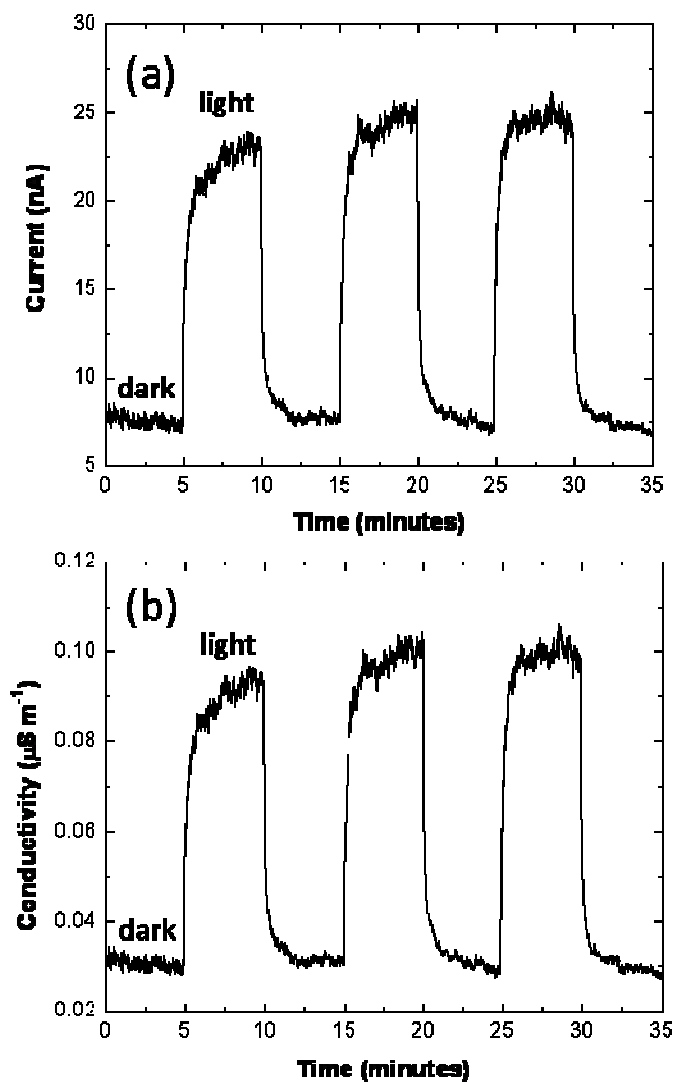 30
(a)
light
25
20
Current (nA)
15
10
dark
5
0 5 10 15 20 25 30 35
Time (minutes)
0.12
(b)
light
0.10
0.08
Conductivity (µS m⁻¹)
0.06
0.04
dark
0.02
0 5 10 15 20 25 30 35
Time (minutes)